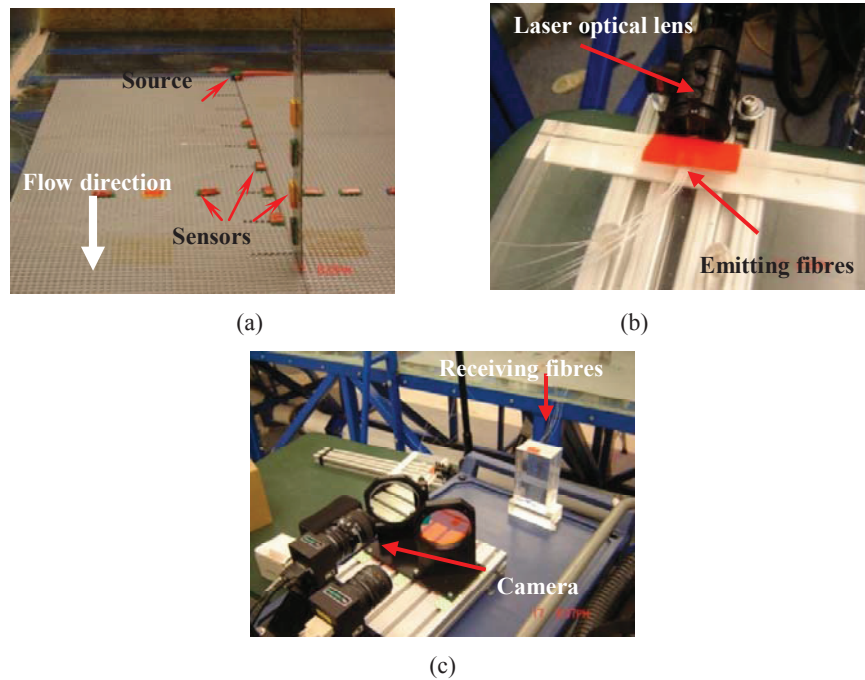 Source
Flow direction
Sensors
(a)
Laser optical lens
Emitting fibres
(b)
Receiving fibres
Camera
(c)